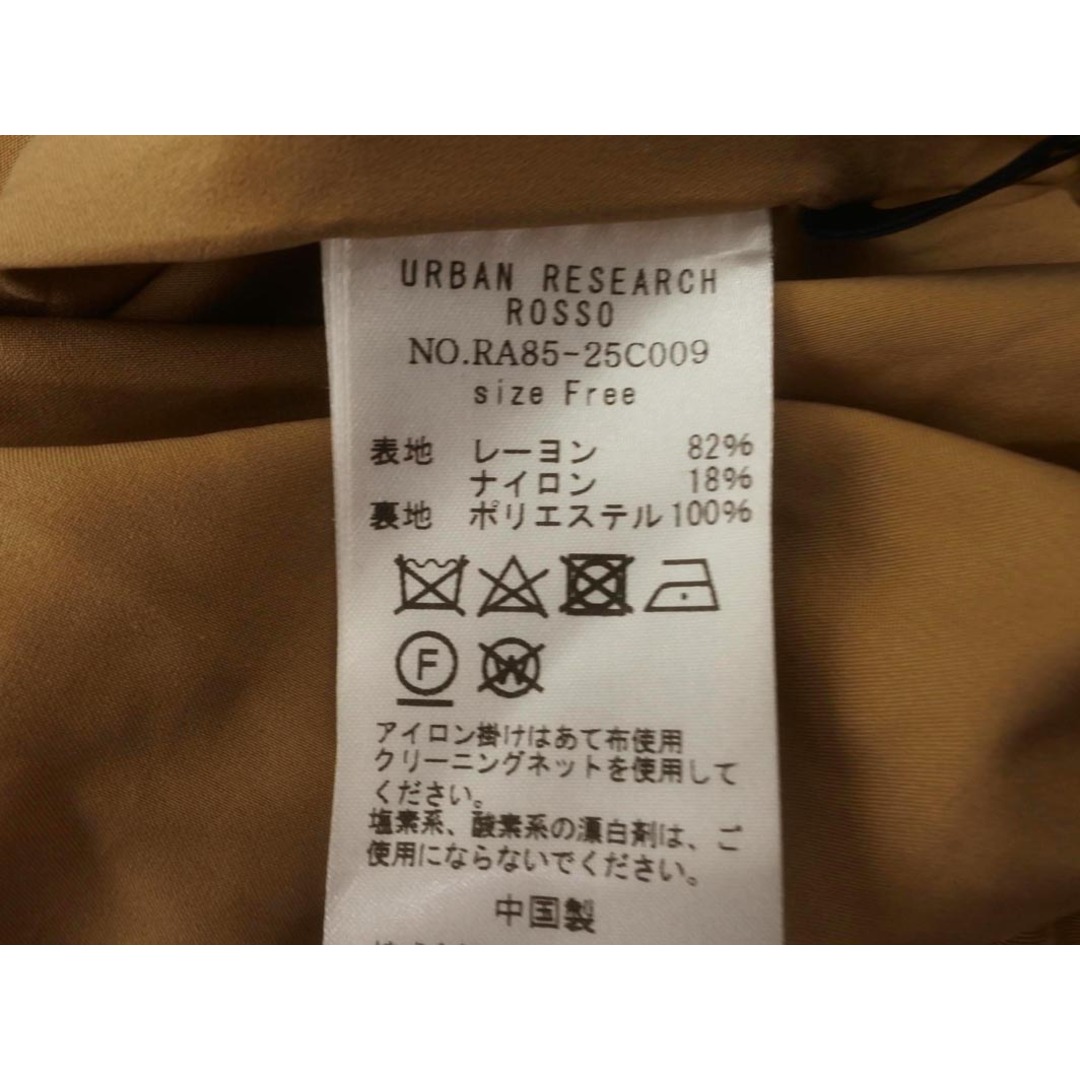 URBAN RESEARCH
ROSSO
NO.RA85-25C009
size Free
表地 レーヨン 82%
ナイロン 18%
裏地 ポリエステル 100%
F
W
アイロン掛けはあて布使用
クリーニングネットを使用して
ください。
塩素系、酸素系の漂白剤は、ご
使用にならないでください。
中国製